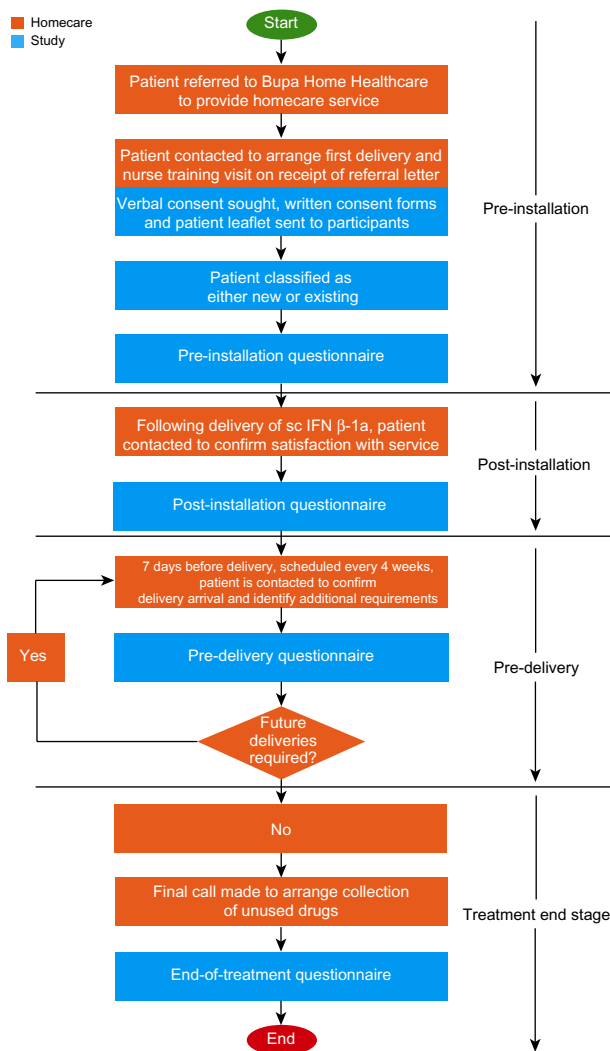 Homecare
Study
Start
Patient referred to Bupa Home Healthcare
to provide homecare service
Patient contacted to arrange first delivery and
nurse training visit on receipt of referral letter
Verbal consent sought, written consent forms
and patient leaflet sent to participants
Patient classified as
either new or existing
Pre-installation questionnaire
Pre-installation
Following delivery of sc IFN β-1a, patient
contacted to confirm satisfaction with service
Post-installation questionnaire
Post-installation
7 days before delivery, scheduled every 4 weeks,
patient is contacted to confirm
delivery arrival and identify additional requirements
Yes
Pre-delivery questionnaire
Pre-delivery
Future
deliveries
required?
No
Final call made to arrange collection
of unused drugs
Treatment end stage
End-of-treatment questionnaire
End